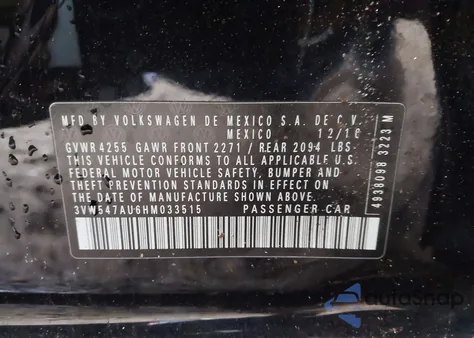 MFD BY VOLKSWAGEN DE MEXICO S.A. DE C.V.
MEXICO 12/16
GVWR 4255 GAWR FRONT 2271 / REAR 2094 LBS
THIS VEHICLE CONFORMS TO ALL APPLICABLE U.S.
FEDERAL MOTOR VEHICLE SAFETY, BUMPER AND
THEFT PREVENTION STANDARDS IN EFFECT ON
THE DATE OF MANUFACTURE SHOWN ABOVE.
3VW547AU6HM033515 PASSENGER CAR
4938098 3223 M
autosnap